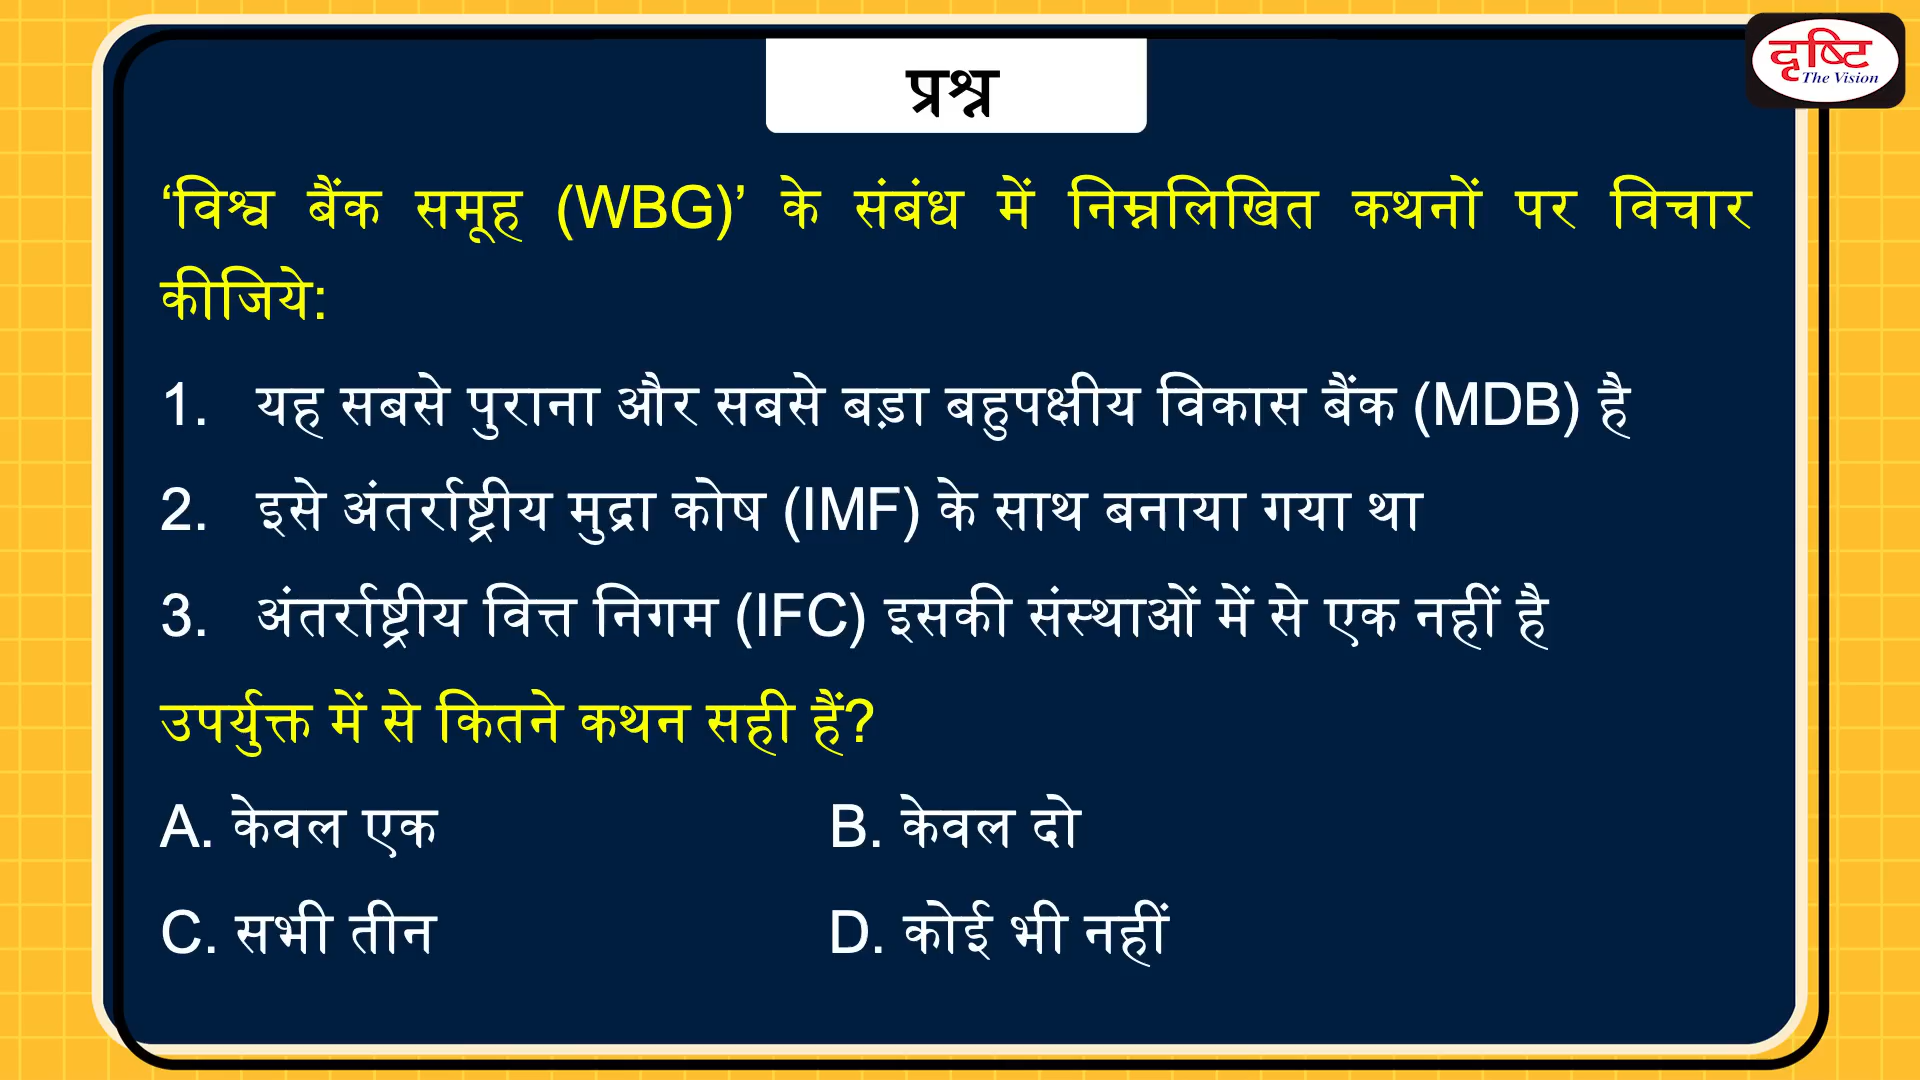 दृष्टि
The Vision
प्रश्न
‘विश्व बैंक समूह (WBG)’ के संबंध में निम्नलिखित कथनों पर विचार
कीजिये:
1. यह सबसे पुराना और सबसे बड़ा बहुपक्षीय विकास बैंक (MDB) है
2. इसे अंतर्राष्ट्रीय मुद्रा कोष (IMF) के साथ बनाया गया था
3. अंतर्राष्ट्रीय वित्त निगम (IFC) इसकी संस्थाओं में से एक नहीं है
उपर्युक्त में से कितने कथन सही हैं?
A. केवल एक B. केवल दो
C. सभी तीन D. कोई भी नहीं